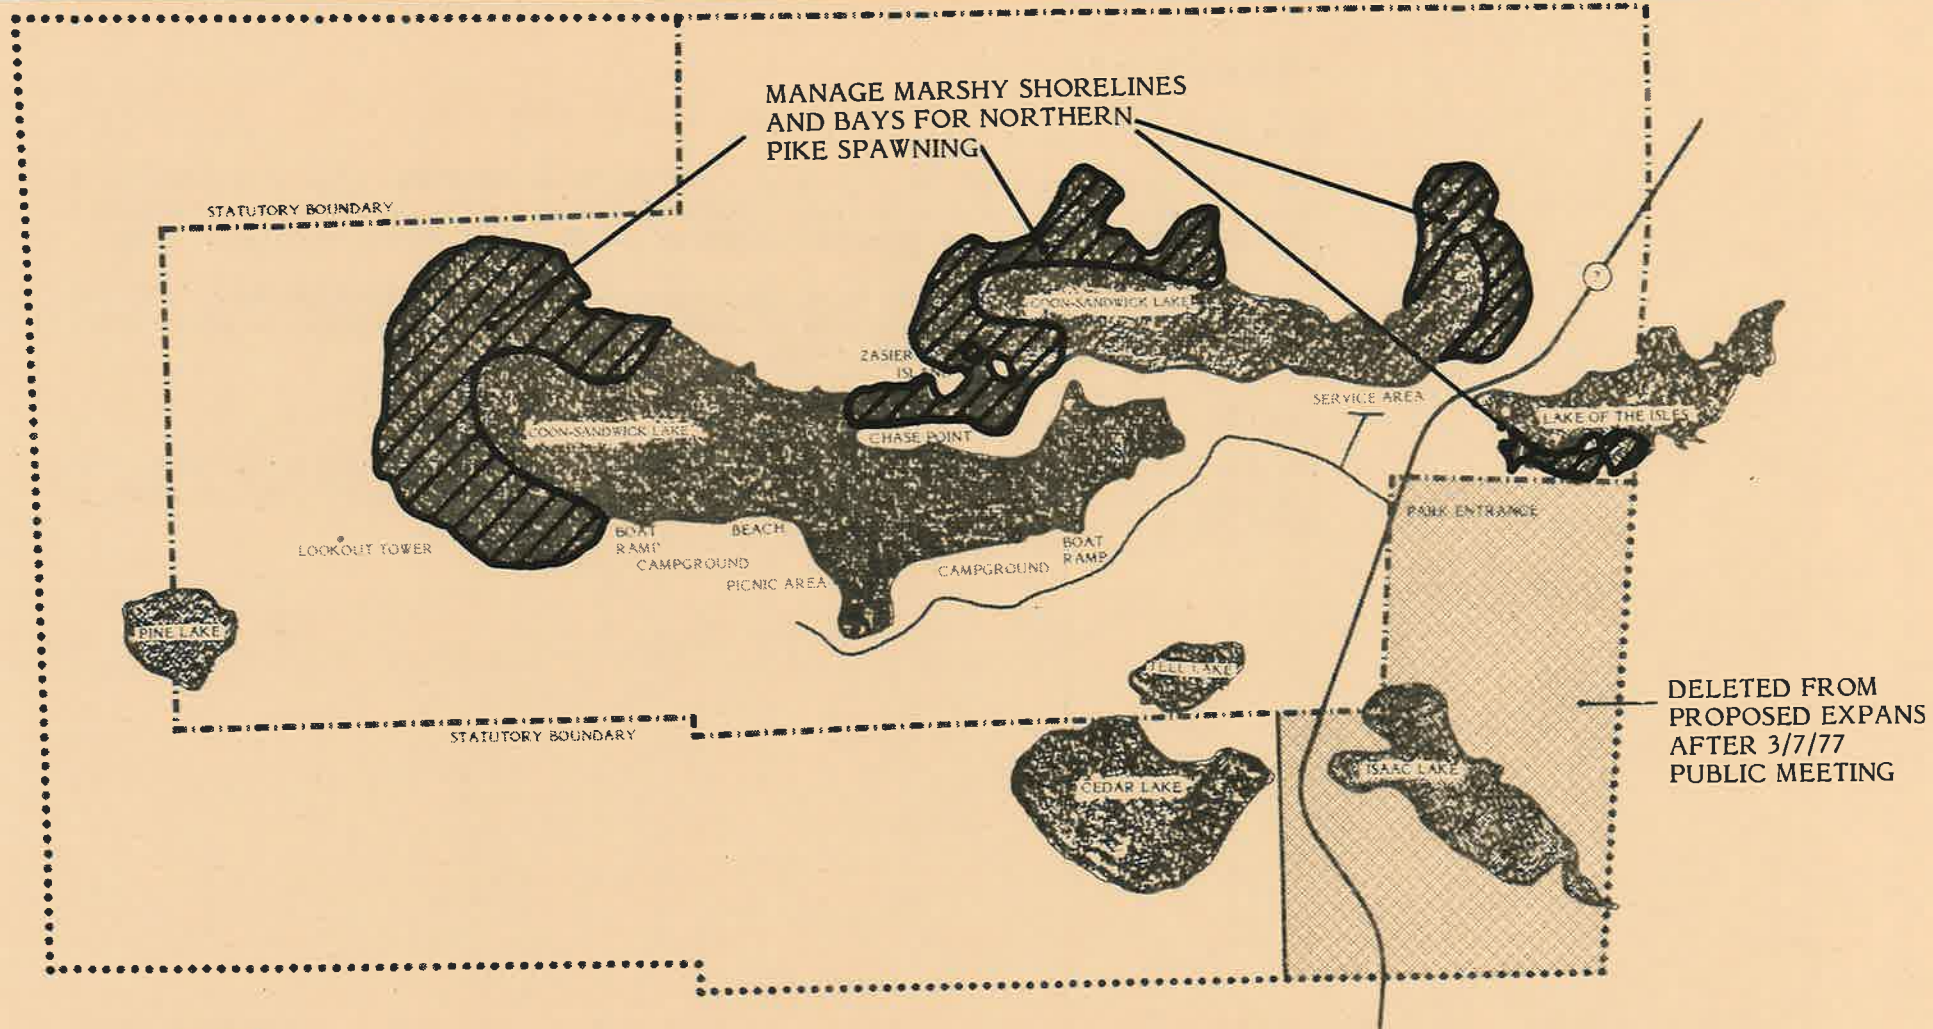 MANAGE MARSHY SHORELINES
AND BAYS FOR NORTHERN
PIKE SPAWNING
STATUTORY BOUNDARY
COON-SANDWICK LAKE
ZASIER
SERVICE AREA
LAKE OF THE ISLES
COON-SANDWICK LAKE
CHASE POINT
PARK ENTRANCE
LOOKOUT TOWER
BOAT
RAMP
BEACH
CAMPGROUND
PICNIC AREA
CAMPGROUND
BOAT
RAMP
PINE LAKE
LAKE
STATUTORY BOUNDARY
CEDAR LAKE
ISAAC LAKE
DELETED FROM
PROPOSED EXPANS
AFTER 3/7/77
PUBLIC MEETING